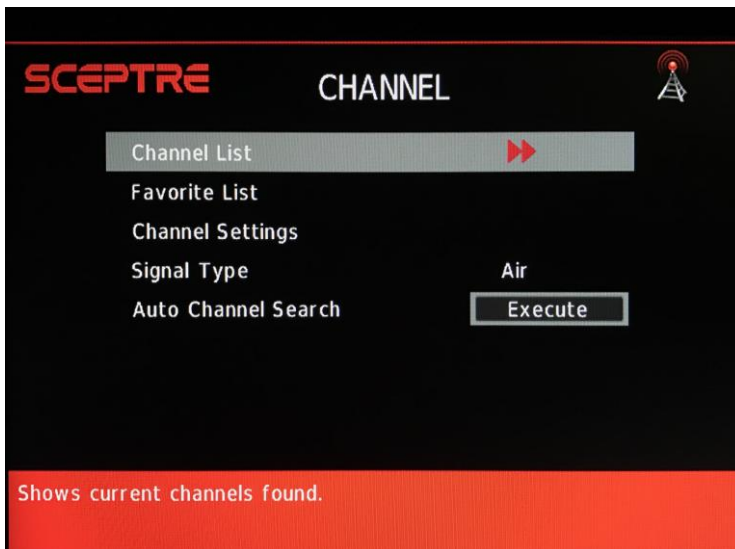 SCEPTRE
CHANNEL
Channel List
Favorite List
Channel Settings
Signal Type Air
Auto Channel Search Execute
Shows current channels found.